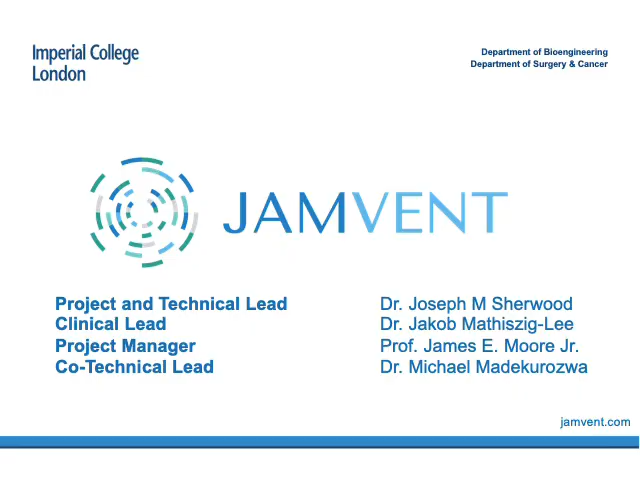 Imperial College
London
Department of Bioengineering
Department of Surgery & Cancer
JAMVENT
Project and Technical Lead Dr. Joseph M Sherwood
Clinical Lead Dr. Jakob Mathiszig-Lee
Project Manager Prof. James E. Moore Jr.
Co-Technical Lead Dr. Michael Madekurozwa
jamvent.com